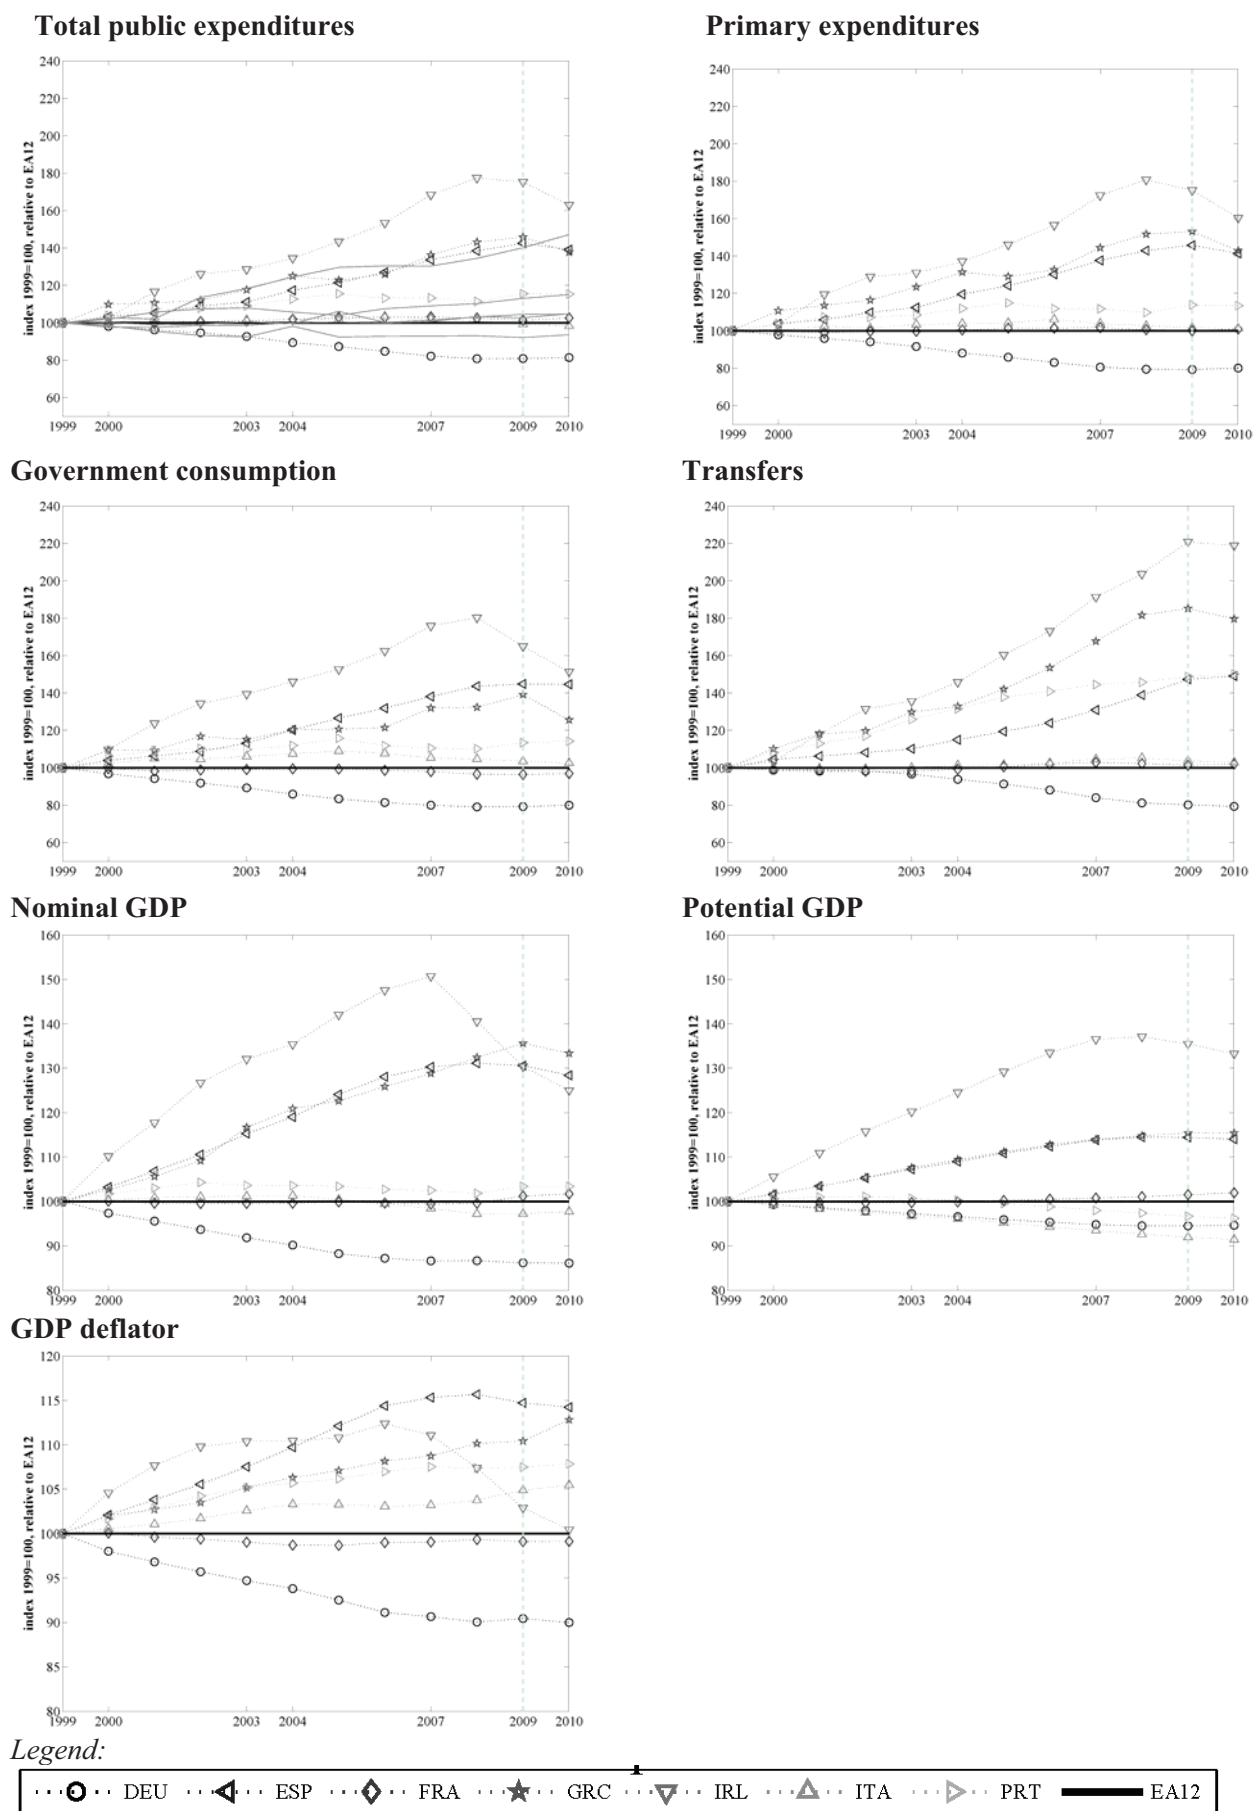 Total public expenditures
index 1999=100, relative to EA12
240
220
200
180
160
140
120
100
80
60
1999 2000 2003 2004 2007 2009 2010
Primary expenditures
index 1999=100, relative to EA12
240
220
200
180
160
140
120
100
80
60
1999 2000 2003 2004 2007 2009 2010
Government consumption
index 1999=100, relative to EA12
240
220
200
180
160
140
120
100
80
60
1999 2000 2003 2004 2007 2009 2010
Transfers
index 1999=100, relative to EA12
240
220
200
180
160
140
120
100
80
60
1999 2000 2003 2004 2007 2009 2010
Nominal GDP
index 1999=100, relative to EA12
160
150
140
130
120
110
100
90
80
1999 2000 2003 2004 2007 2009 2010
Potential GDP
index 1999=100, relative to EA12
160
150
140
130
120
110
100
90
80
1999 2000 2003 2004 2007 2009 2010
GDP deflator
index 1999=100, relative to EA12
120
115
110
105
100
95
90
85
80
1999 2000 2003 2004 2007 2009 2010
Legend:
DEU ESP FRA GRC IRL ITA PRT EA12